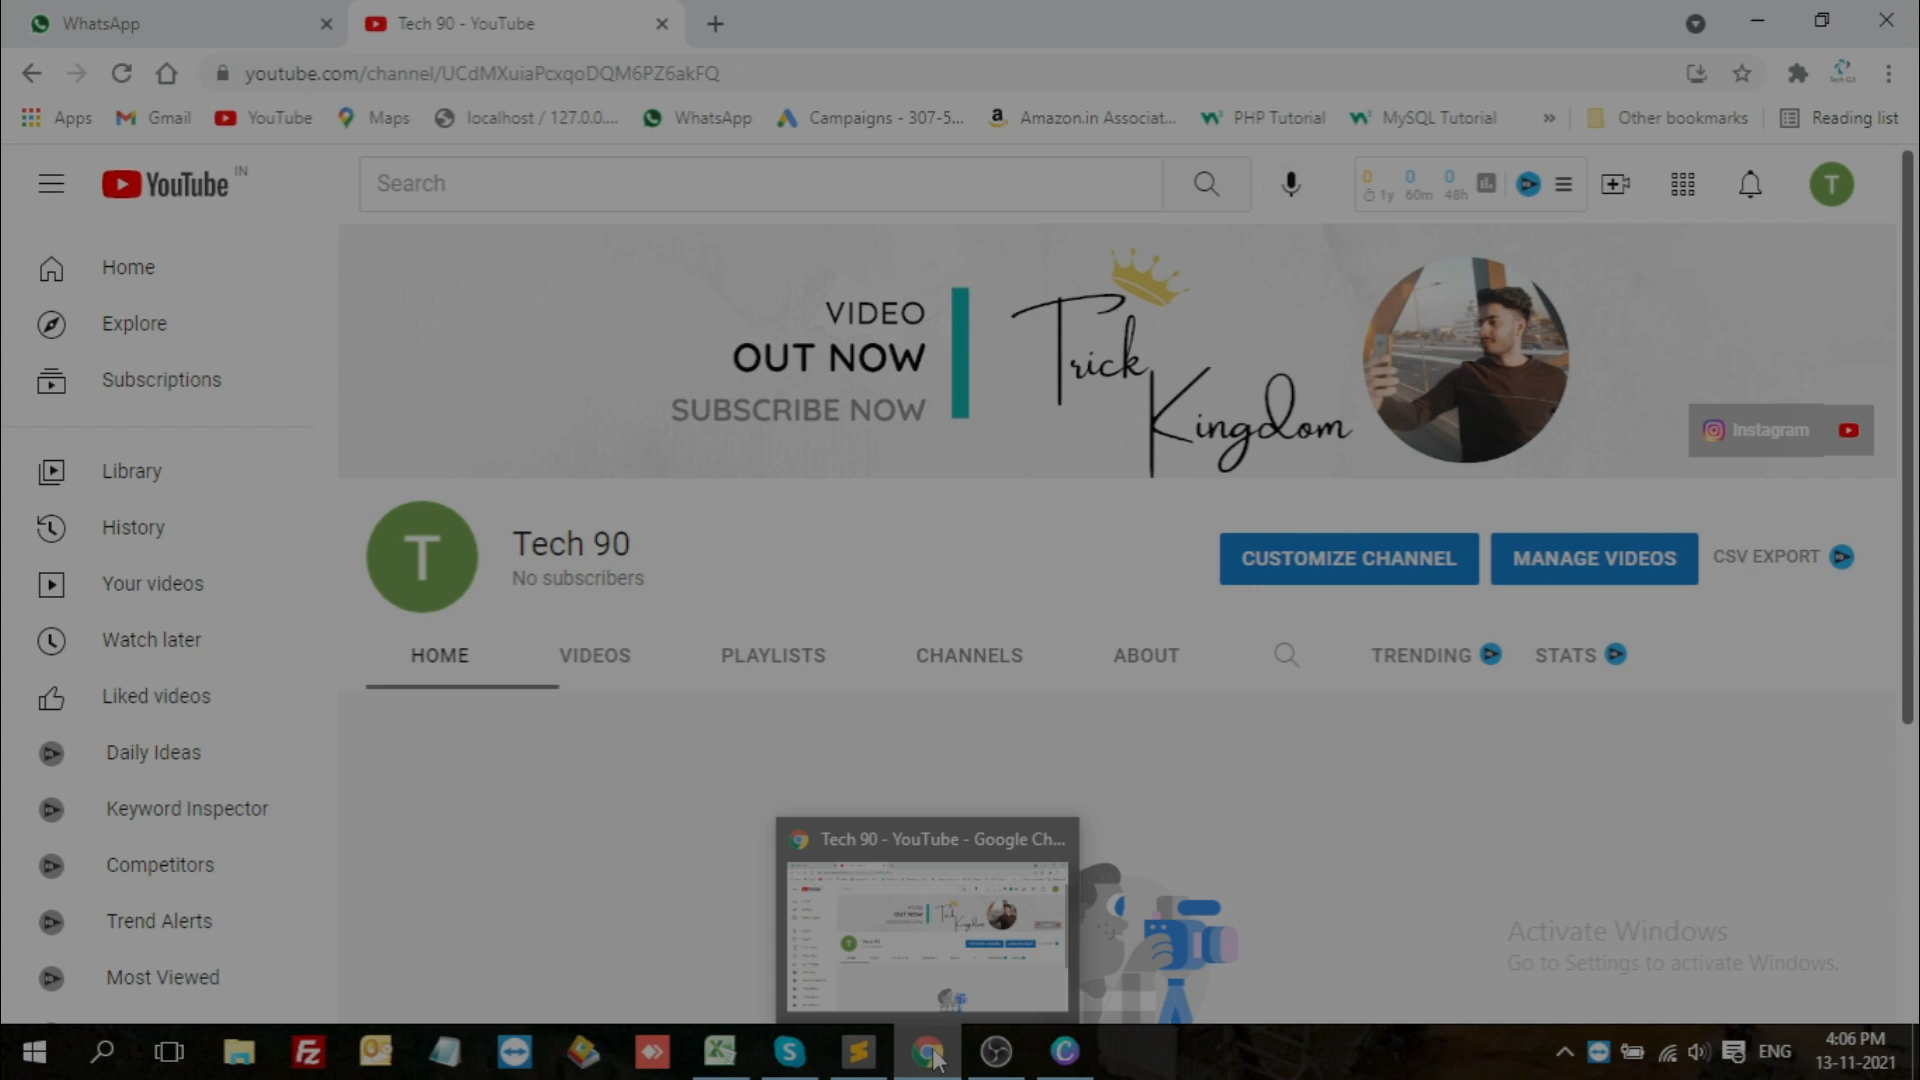 WhatsApp
Tech 90 - YouTube
youtube.com/channel/UCdMXuiaPcxqoDQM6PZ6akFQ
Apps
Gmail
YouTube
Maps
localhost / 127.0.0....
WhatsApp
Campaigns - 307-5...
Amazon.in Associat...
PHP Tutorial
MySQL Tutorial
»
Other bookmarks
Reading list
YouTube IN
Search
0 0 0
1y 60m 48h
T
Home
Explore
Subscriptions
Library
History
Your videos
Watch later
Liked videos
Daily Ideas
Keyword Inspector
Competitors
Trend Alerts
Most Viewed
VIDEO
OUT NOW
SUBSCRIBE NOW
Trick
Kingdom
Instagram
T
Tech 90
No subscribers
CUSTOMIZE CHANNEL
MANAGE VIDEOS
CSV EXPORT
HOME
VIDEOS
PLAYLISTS
CHANNELS
ABOUT
TRENDING
STATS
Tech 90 - YouTube - Google Ch...
Activate Windows
Go to Settings to activate Windows.
ENG
4:06 PM
13-11-2021